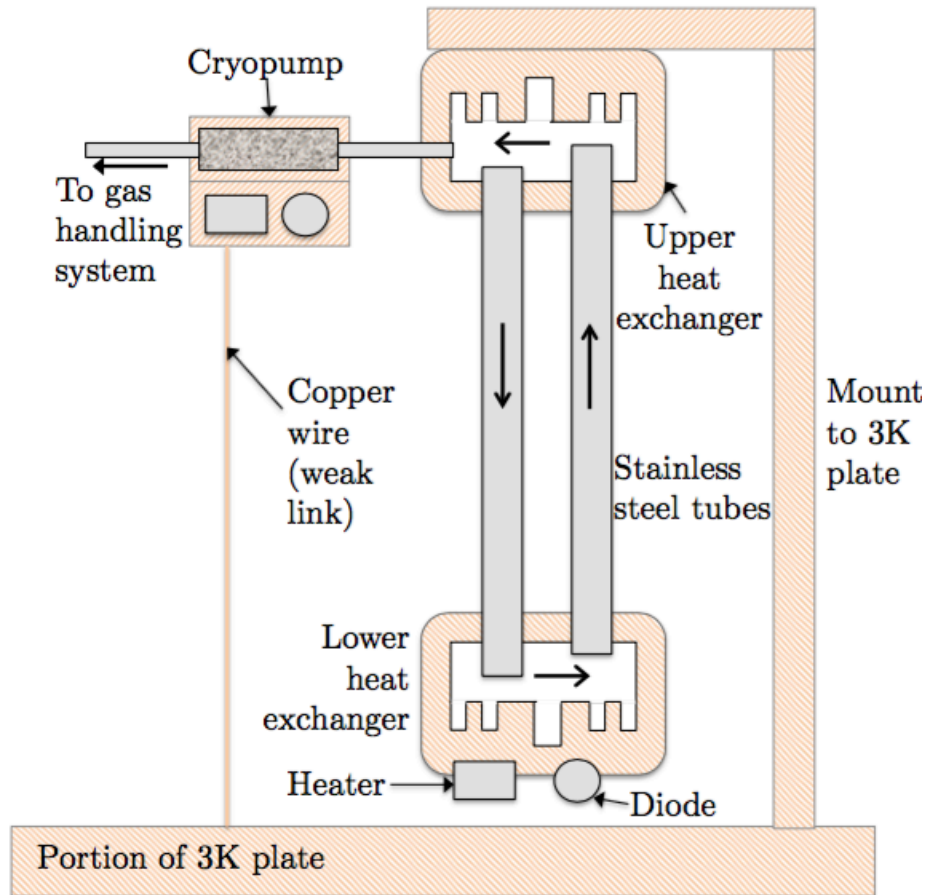 Cryopump
To gas
handling
system
Upper
heat
exchanger
Copper
wire
(weak
link)
Mount
to 3K
plate
Stainless
steel tubes
Lower
heat
exchanger
Heater
Diode
Portion of 3K plate